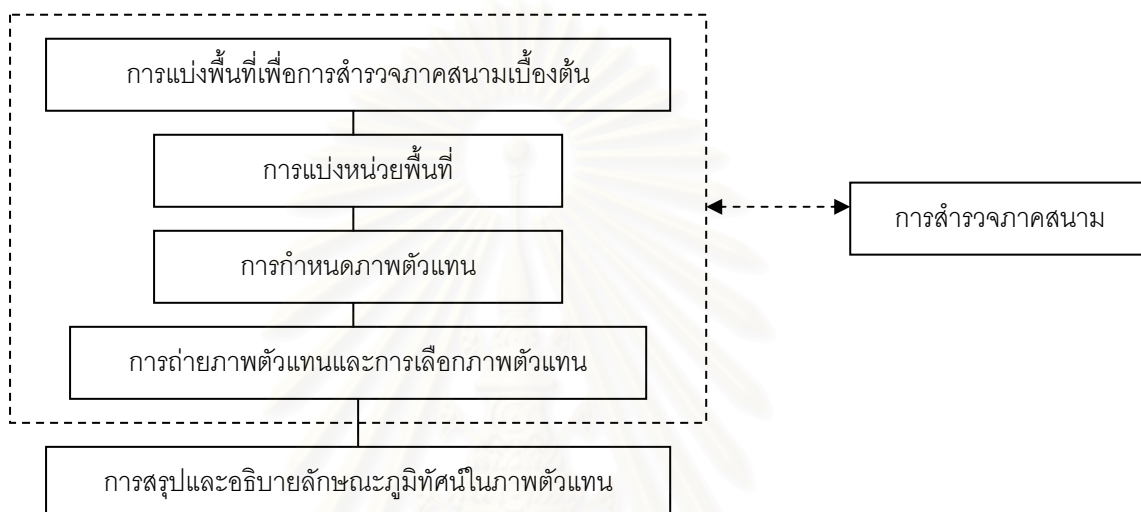 การแบ่งพื้นที่เพื่อการสำรวจภาคสนามเบื้องต้น
การแบ่งหน่วยพื้นที่
การสำรวจภาคสนาม
การกำหนดภาพตัวแทน
การถ่ายภาพตัวแทนและการเลือกภาพตัวแทน
การสรุปและอธิบายลักษณะภูมิทัศน์ในภาพตัวแทน